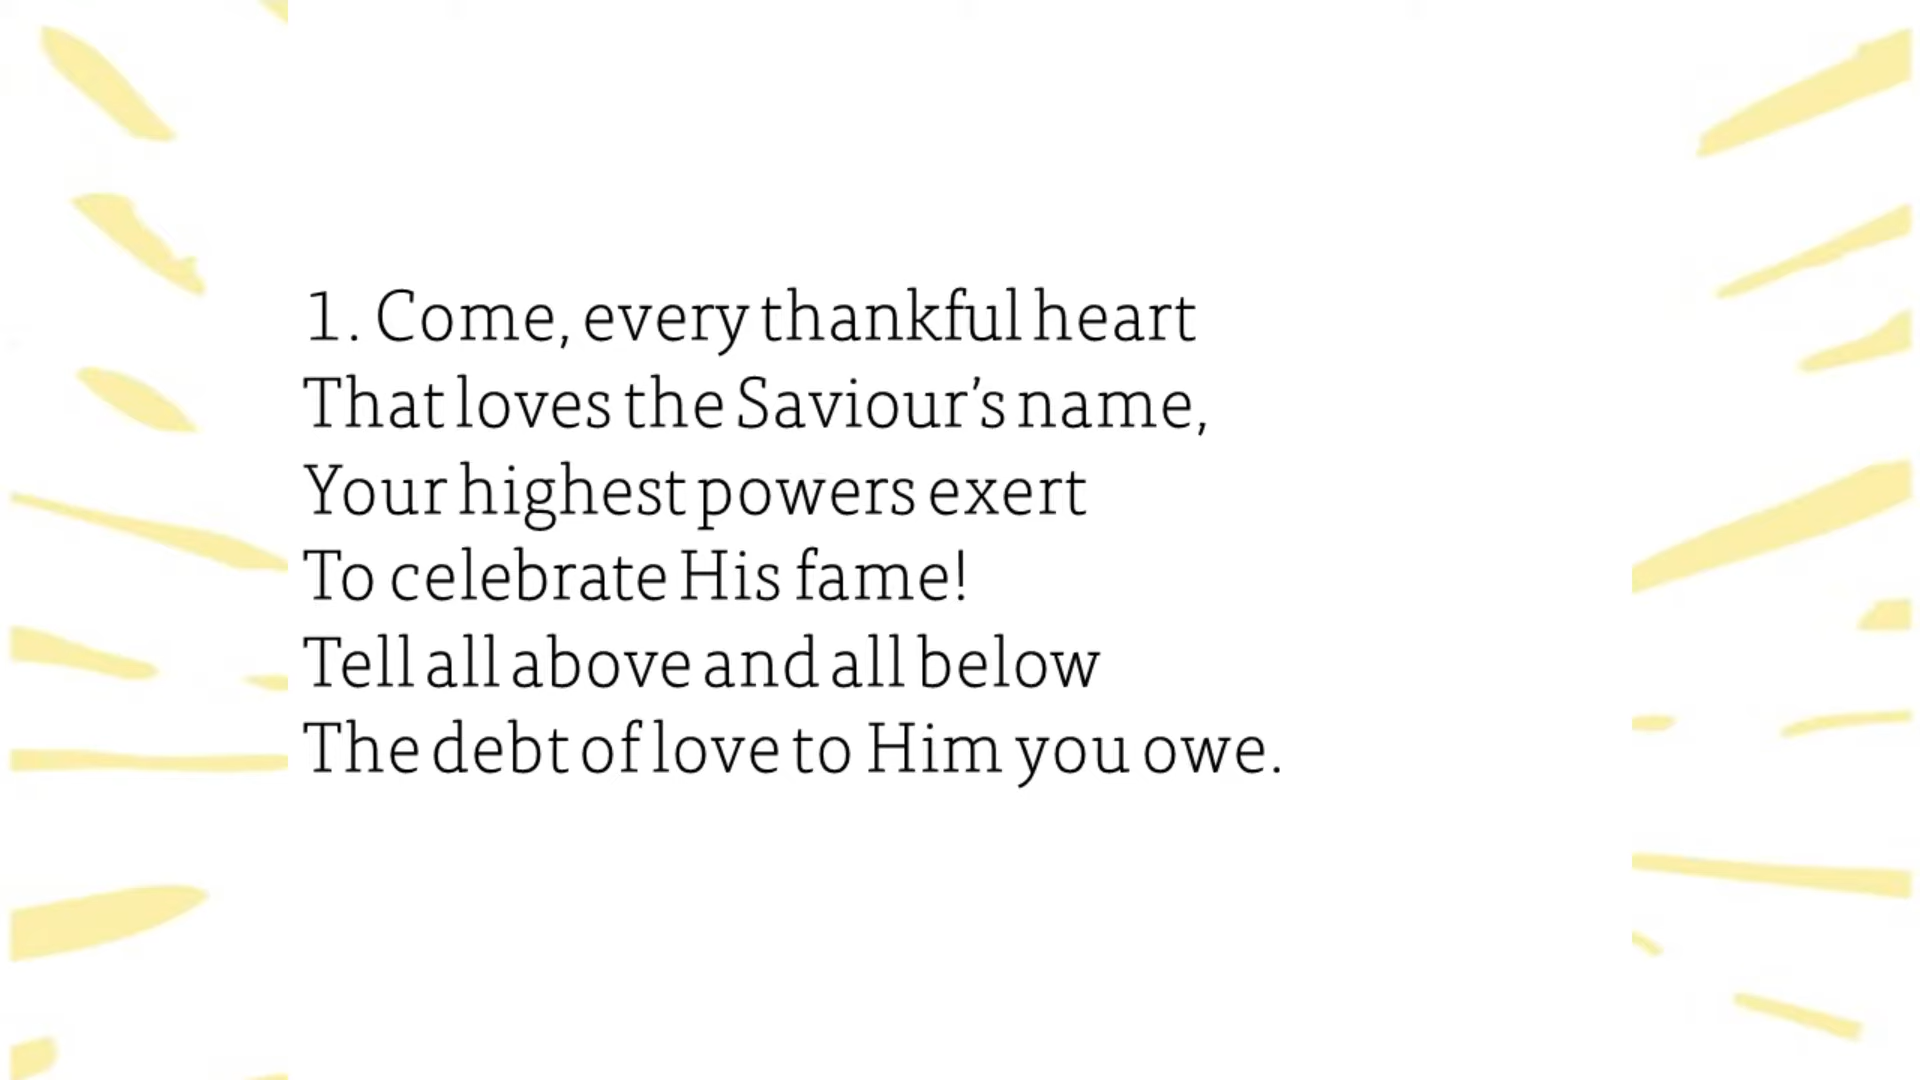 1. Come, every thankful heart
That loves the Saviour’s name,
Your highest powers exert
To celebrate His fame!
Tell all above and all below
The debt of love to Him you owe.